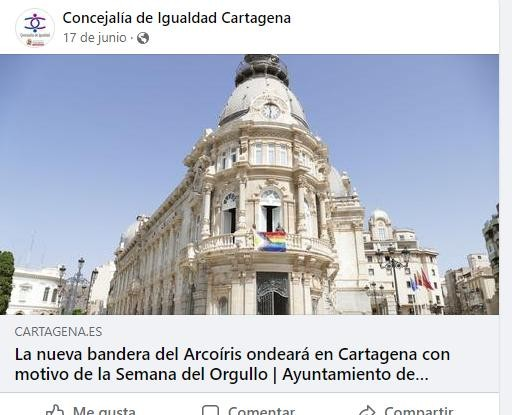 Concejalía de Igualdad Cartagena
17 de junio ·
CARTAGENA.ES
La nueva bandera del Arcoíris ondeará en Cartagena con
motivo de la Semana del Orgullo | Ayuntamiento de...
Me gusta
Comentar
Compartir